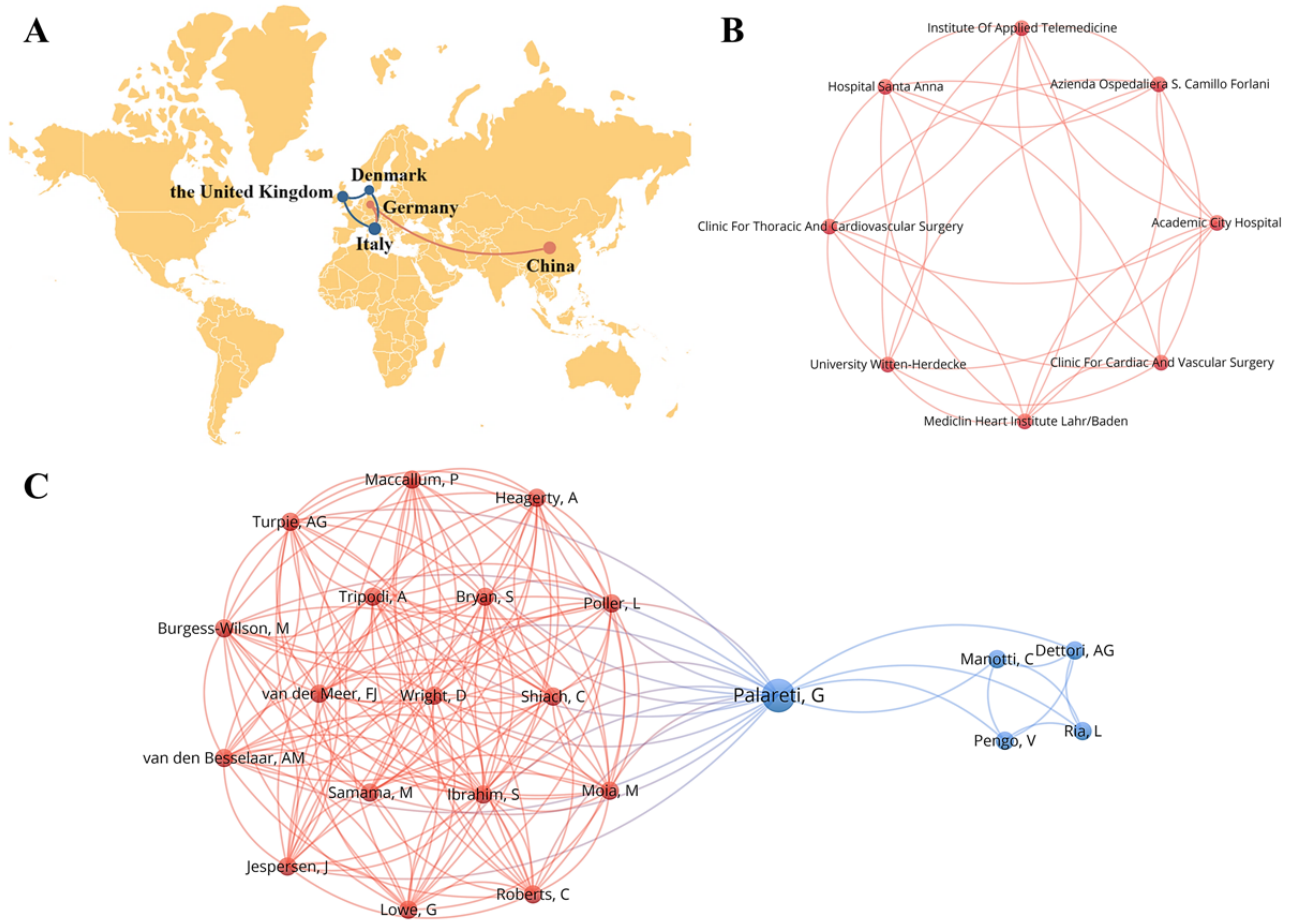 A
Denmark
the United Kingdom
Germany
Italy
China
B
Institute Of Applied Telemedicine
Hospital Santa Anna
Azienda Ospedaliera S. Camillo Forlani
Clinic For Thoracic And Cardiovascular Surgery
Academic City Hospital
University Witten-Herdecke
Clinic For Cardiac And Vascular Surgery
Mediclin Heart Institute Lahr/Baden
C
Maccallum, P
Heagerty, A
Turpie, AG
Tripodi, A
Bryan, S
Poller, L
Burgess-Wilson, M
van der Meer, FJ
Wright, D
Shiach, C
van den Besselaar, AM
Samama, M
Ibrahim, S
Moia, M
Jespersen, J
Lowe, G
Roberts, C
Palareti, G
Manotti, C
Dettori, AG
Pengo, V
Ria, L